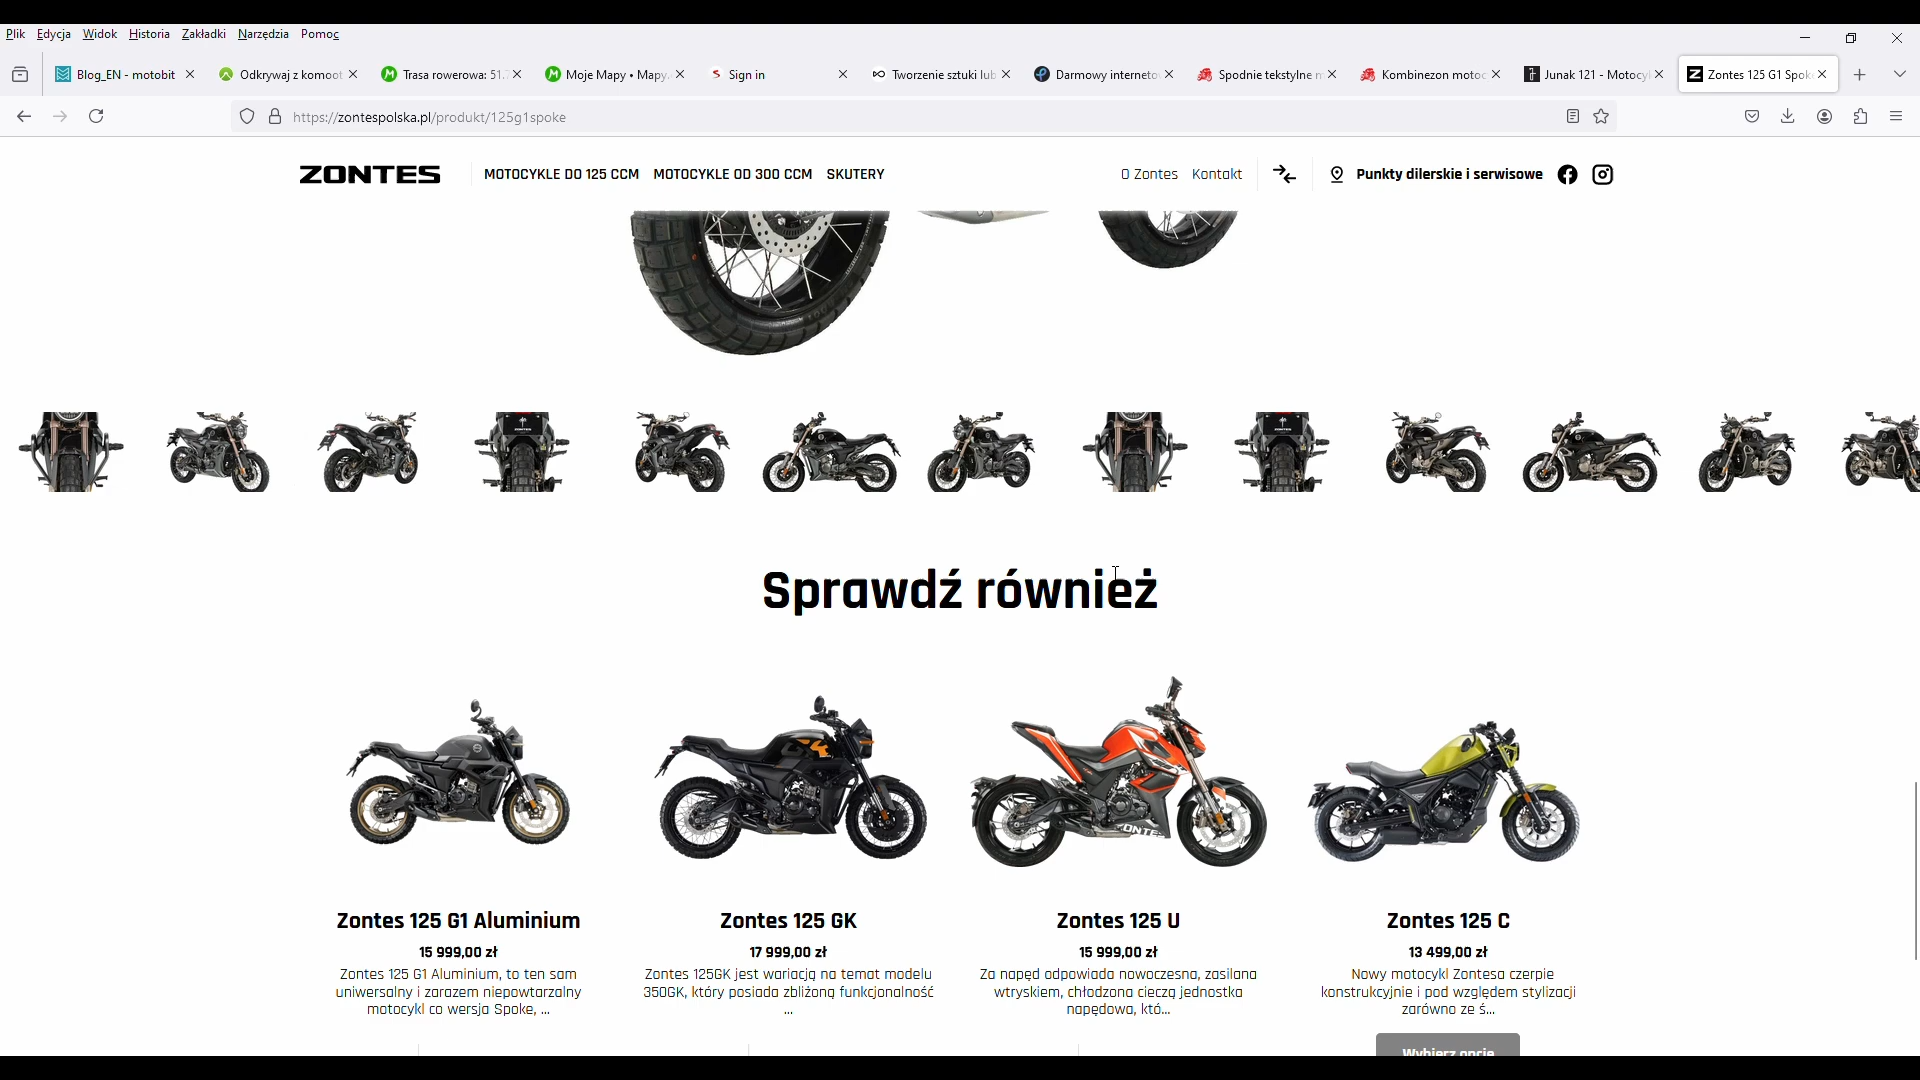 Plik Edycja Widok Historia Zakładki Narzędzia Pomoc
Blog_EN - motobit Odkrywaj z komoot Trasa rowerowa: 51. Moje Mapy • Mapy. Sign in Tworzenie sztuki lub Darmowy interneto Spodnie tekstylne Kombinezon motoc Junak 121 - Motocyk Zontes 125 G1 Spok
https://zontespolska.pl/produkt/125g1spoke
ZONTES MOTOCYKLE DO 125 CCM MOTOCYKLE OD 300 CCM SKUTERY O Zontes Kontakt Punkty dilerskie i serwisowe
Sprawdź również
Zontes 125 G1 Aluminium
15 999,00 zł
Zontes 125 G1 Aluminium, to ten sam
uniwersalny i zarazem niepowtarzalny
motocykl co wersja Spoke, ...
Zontes 125 GK
17 999,00 zł
Zontes 125GK jest wariacją na temat modelu
350GK, który posiada zbliżoną funkcjonalność
...
Zontes 125 U
15 999,00 zł
Za napęd odpowiada nowoczesna, zasilana
wtryskiem, chłodzona cieczą jednostka
napędowa, któ...
Zontes 125 C
13 499,00 zł
Nowy motocykl Zontesa czerpie
konstrukcyjnie i pod względem stylizacji
zarówno ze ś...
Wybierz opcje